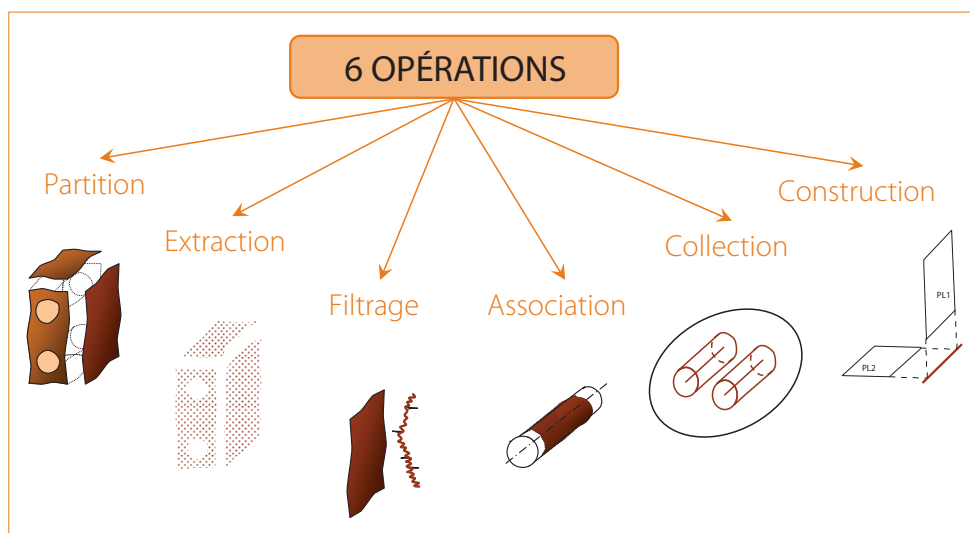 6 OPÉRATIONS
Partition
Extraction
Filtrage
Association
Collection
Construction
PL1
PL2